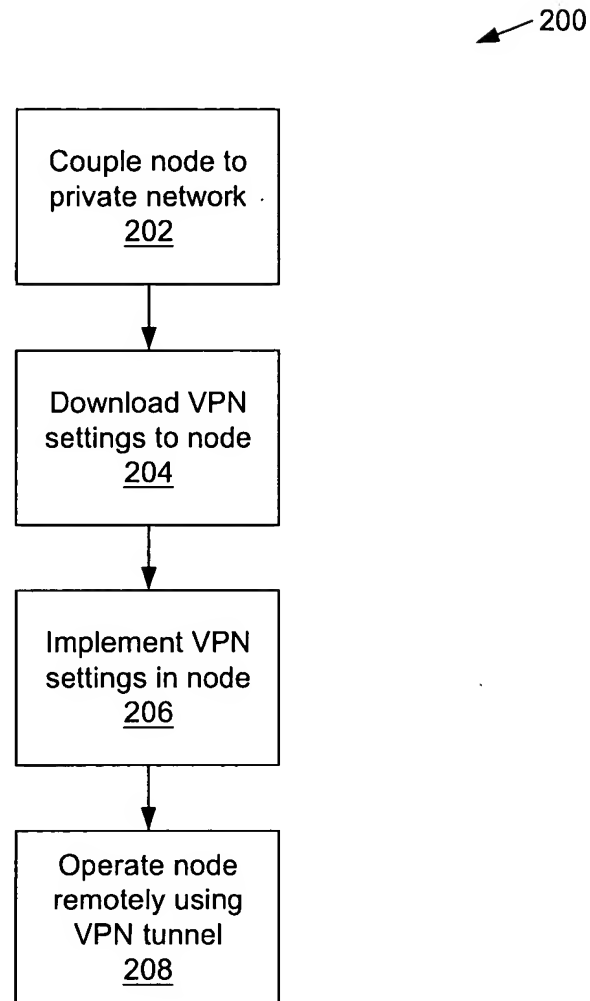 200
Couple node to
private network
202
Download VPN
settings to node
204
Implement VPN
settings in node
206
Operate node
remotely using
VPN tunnel
208